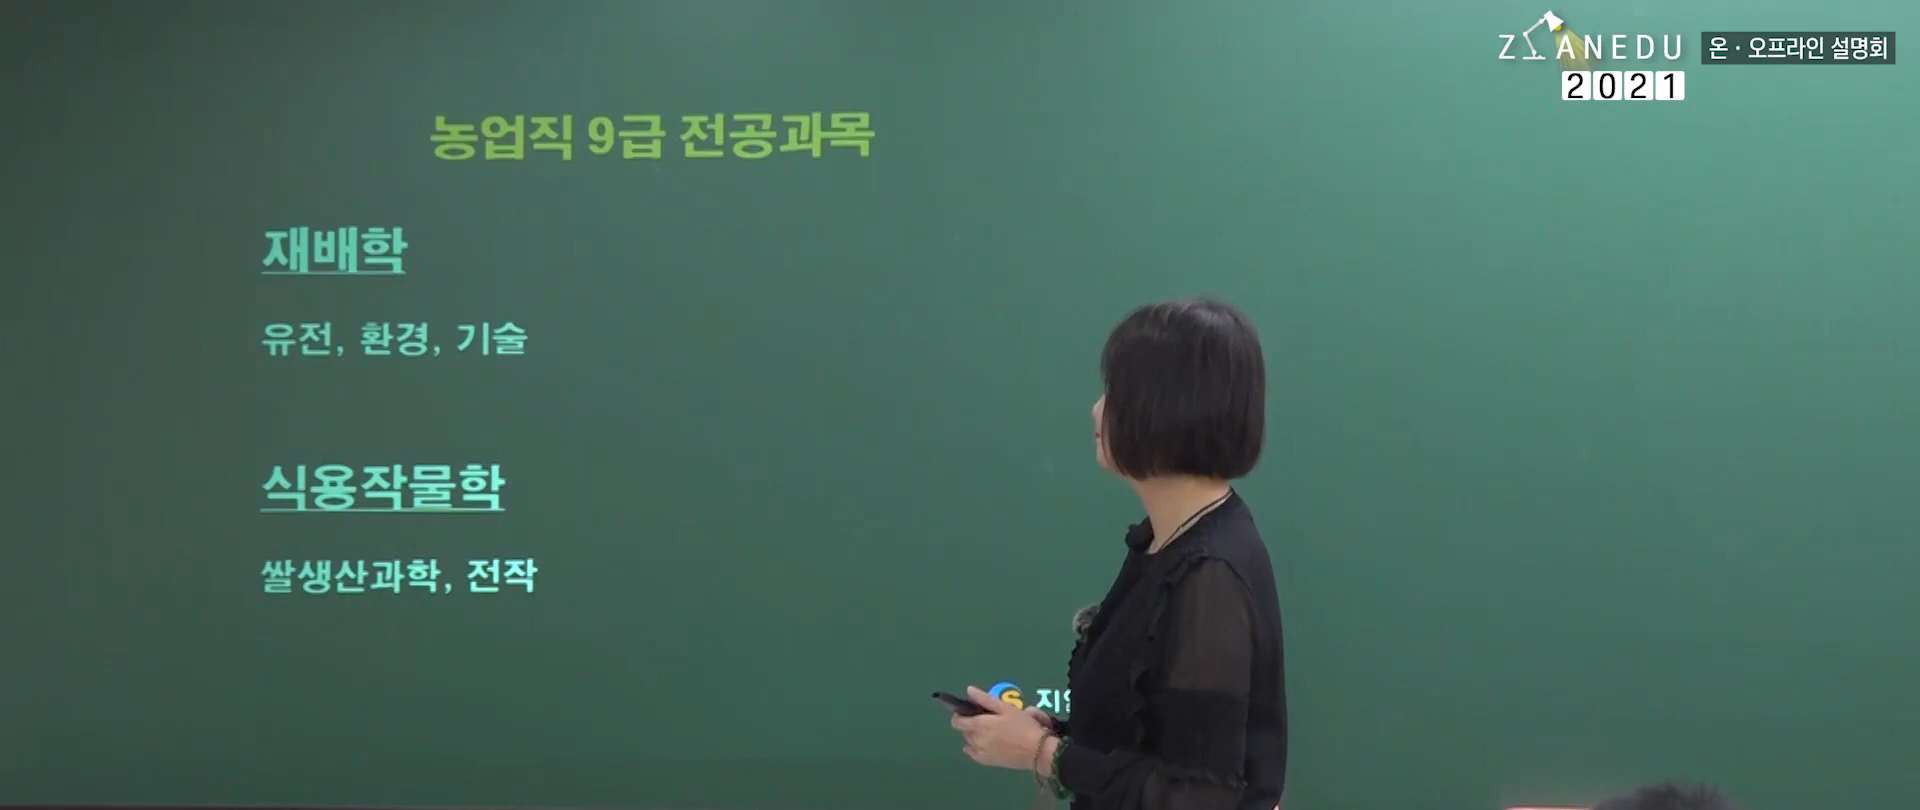 ZIANEDU 온·오프라인 설명회
2021
농업직 9급 전공과목
재배학
유전, 환경, 기술
식용작물학
쌀생산과학, 전작